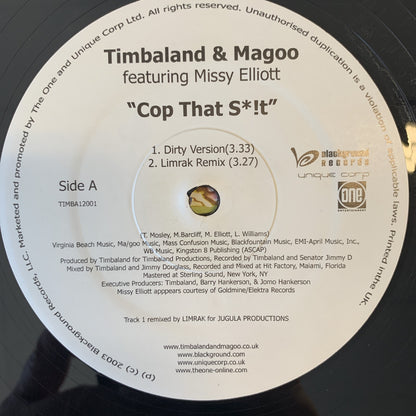 Timbaland & Magoo
featuring Missy Elliott
"Cop That S*!t"
1. Dirty Version(3.33)
2. Limrak Remix (3.27)
Side A
TIMBA12001
blackground
Records
unique corp
one
ENTERTAINMENT
(T. Mosley, M.Barcliff, M. Elliott, L. Williams)
Virginia Beach Music, Ma/goo Music, Mass Confusion Music, Blackfountain Music, EMI-April Music, Inc.,
WB Music, Kingston 8 Publishing (ASCAP)
Produced by Timbaland for Timbaland Productions, Recorded by Timbaland and Senator Jimmy D
Mixed by Timbaland and Jimmy Douglass, Recorded and Mixed at Hit Factory, Maiami, Florida
Mastered at Sterling Sound, New York, NY
Executive Producers: Timbaland, Barry Hankerson, & Jomo Hankerson
Missy Elliott apppears courtesy of Goldmine/Elektra Records
Track 1 remixed by LIMRAK for JUGULA PRODUCTIONS
www.timbalandandmagoo.co.uk
www.blackground.com
www.uniquecorp.co.uk
www.theone-online.com
(p) (c) 2003 Blackground Records, LLC. Marketed and promoted by The One and Unique Corp Ltd. All rights reserved. Unauthorised duplication is a violation of applicable laws. Printed in the UK.